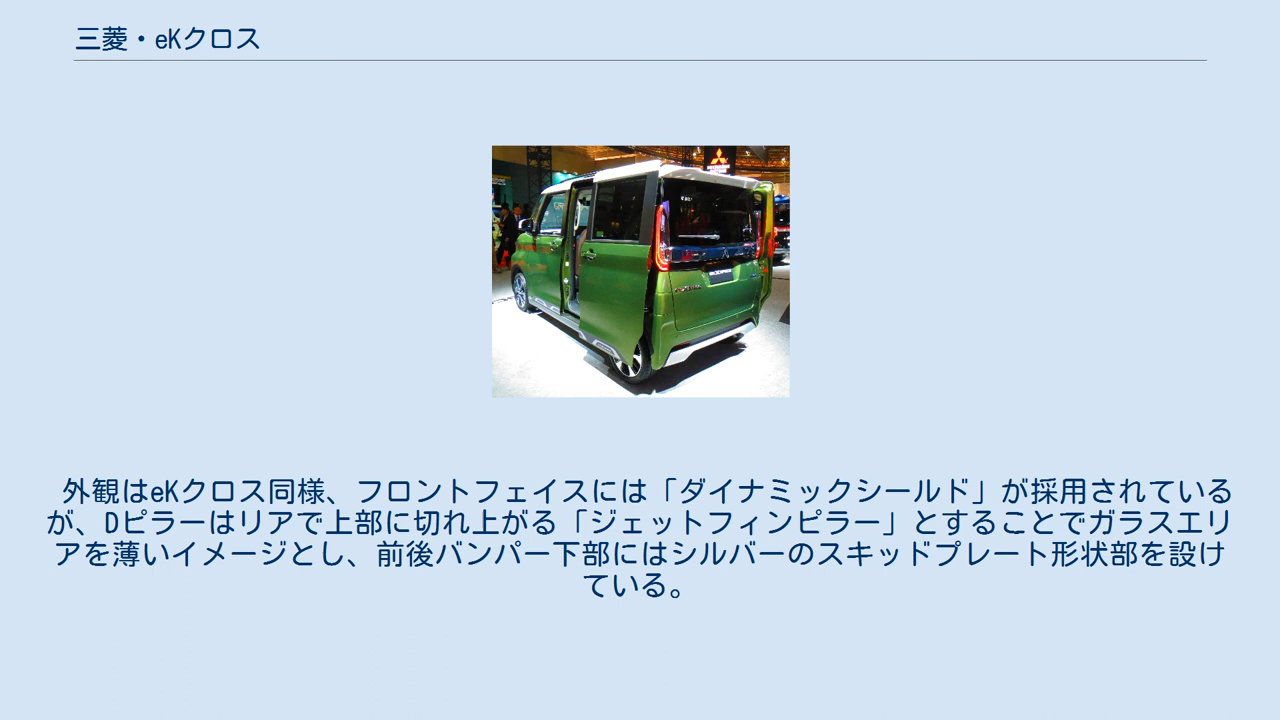 三菱・eKクロス
外観はeKクロス同様、フロントフェイスには「ダイナミックシールド」が採用されている
が、Dピラーはリアで上部に切れ上がる「ジェットフィンピラー」とすることでガラスエリ
アを薄いイメージとし、前後バンパー下部にはシルバーのスキッドプレート形状部を設け
ている。